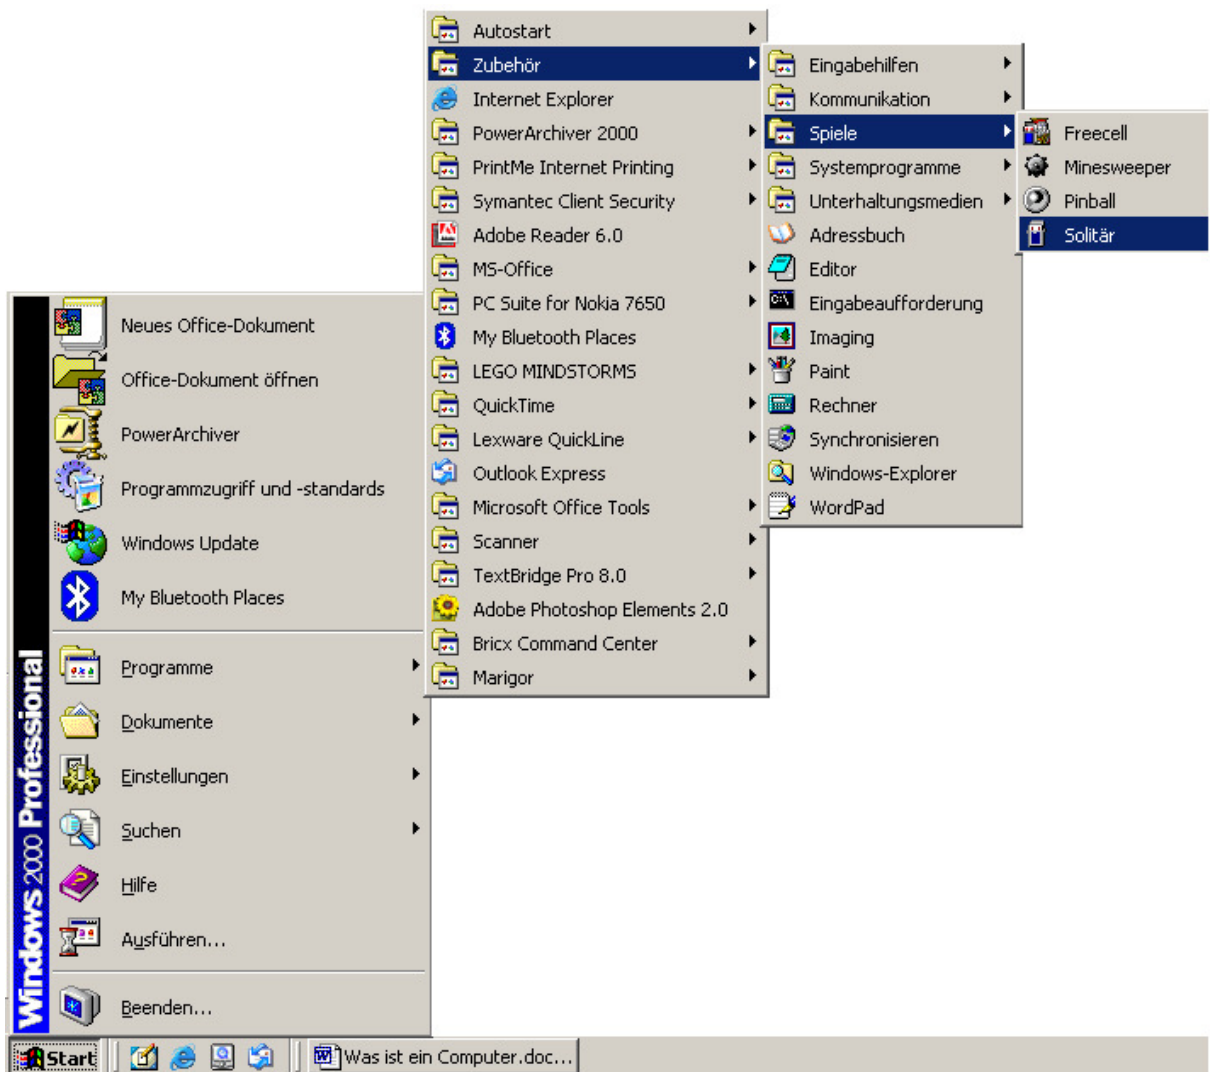 Autostart
Zubehör
Internet Explorer
PowerArchiver 2000
PrintMe Internet Printing
Symantec Client Security
Adobe Reader 6.0
MS-Office
PC Suite for Nokia 7650
My Bluetooth Places
LEGO MINDSTORMS
QuickTime
Lexware QuickLine
Outlook Express
Microsoft Office Tools
Scanner
TextBridge Pro 8.0
Adobe Photoshop Elements 2.0
Bricx Command Center
Marigor
Eingabehilfen
Kommunikation
Spiele
Systemprogramme
Unterhaltungsmedien
Adressbuch
Editor
Eingabeaufforderung
Imaging
Paint
Rechner
Synchronisieren
Windows-Explorer
WordPad
Freecell
Minesweeper
Pinball
Solitär
Neues Office-Dokument
Office-Dokument öffnen
PowerArchiver
Programmzugriff und -standards
Windows Update
My Bluetooth Places
Programme
Dokumente
Einstellungen
Suchen
Hilfe
Ausführen...
Beenden...
Windows 2000 Professional
Start
Was ist ein Computer.doc...